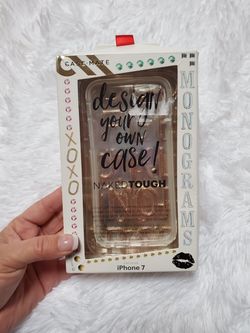 CASE-MATE
design
your
own
case!
NAKED TOUGH
XOXO
MONOGRAMS
iPhone 7